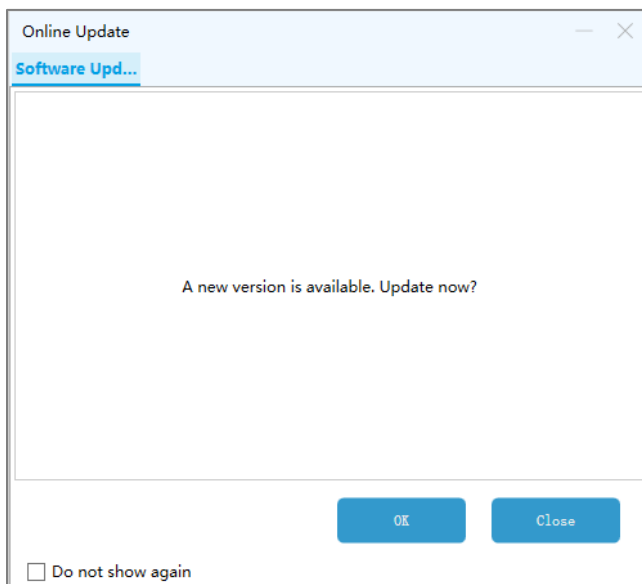 Online Update
Software Upd...
A new version is available. Update now?
OK
Close
Do not show again